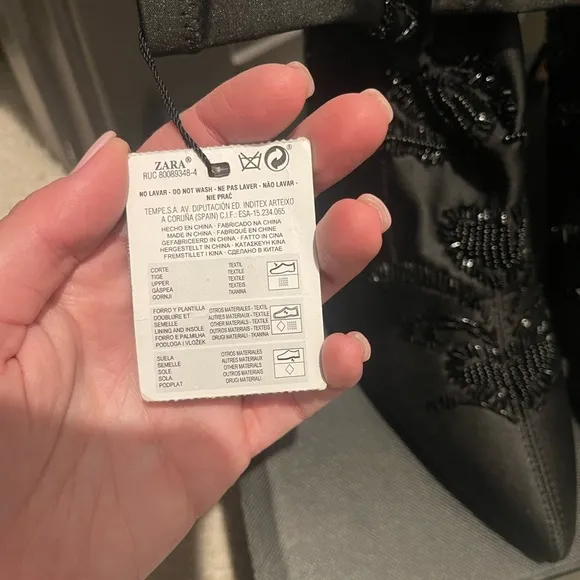 ZARA®
RUC 80089348-4
NO LAVAR - DO NOT WASH - NE PAS LAVER - NÃO LAVAR -
NIE PRAĆ
TEMPE,S.A. AV. DIPUTACIÓN ED. INDITEX ARTEIXO
A CORUÑA (SPAIN) C.I.F.: ESA-15.234.065
HECHO EN CHINA - FABRICADO NA CHINA
MADE IN CHINA - FABRIQUÉ EN CHINE
GEFABRICEERD IN CHINA - FATTO IN CINA
HERGESTELLT IN CHINA - ΚΑΤΑΣΚΕΥΗ ΚΙΝΑ
FREMSTILLET I KINA - СДЕЛАНО В КИТАЕ
CORTE TEXTIL
TIGE TEXTILE
UPPER TEXTILE
GÁSPEA TEXTEIS
GORNJI TKANINA
FORRO Y PLANTILLA OTROS MATERIALES - TEXTIL
DOUBLURE ET AUTRES MATERIAUX - TEXTILE
SEMELLE OTHER MATERIALS - TEXTILE
LINING AND INSOLE OUTROS MATERIAIS - TEXTEIS
FORRO E PALMILHA DRUGI MATERIALI - TKANINA
PODLOGA I VLOŽEK
SUELA OTROS MATERIALES
SEMELLE AUTRES MATERIAUX
SOLE OTHER MATERIALS
SOLA OUTROS MATERIAIS
PODPLAT DRUGI MATERIALI